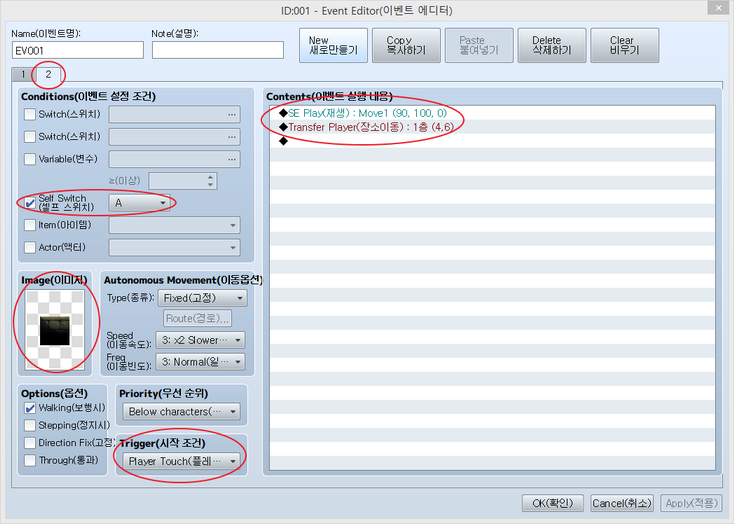 ID:001 - Event Editor(이벤트 에디터)
Name(이벤트명):
Note(설명):
EV001
New
새로만들기
Copy
복사하기
Paste
붙여넣기
Delete
삭제하기
Clear
비우기
1
2
Conditions(이벤트 설정 조건)
Switch(스위치)
...
Switch(스위치)
...
Variable(변수)
...
≥(이상)
Self Switch
(셀프 스위치)
A
Item(아이템)
Actor(액터)
Image(이미지)
Autonomous Movement(이동옵션)
Type(종류):
Fixed(고정)
Route(경로)...
Speed
(이동속도):
3: x2 Slower...
Freq
(이동빈도):
3: Normal(일...
Options(옵션)
Walking(보행시)
Stepping(정지시)
Direction Fix(고정)
Through(통과)
Priority(우선 순위)
Below characters(...
Trigger(시작 조건)
Player Touch(플레...
Contents(이벤트 실행 내용)
◆SE Play(재생) : Move1 (90, 100, 0)
◆Transfer Player(장소이동) : 1층 (4,6)
◆
OK(확인)
Cancel(취소)
Apply(적용)